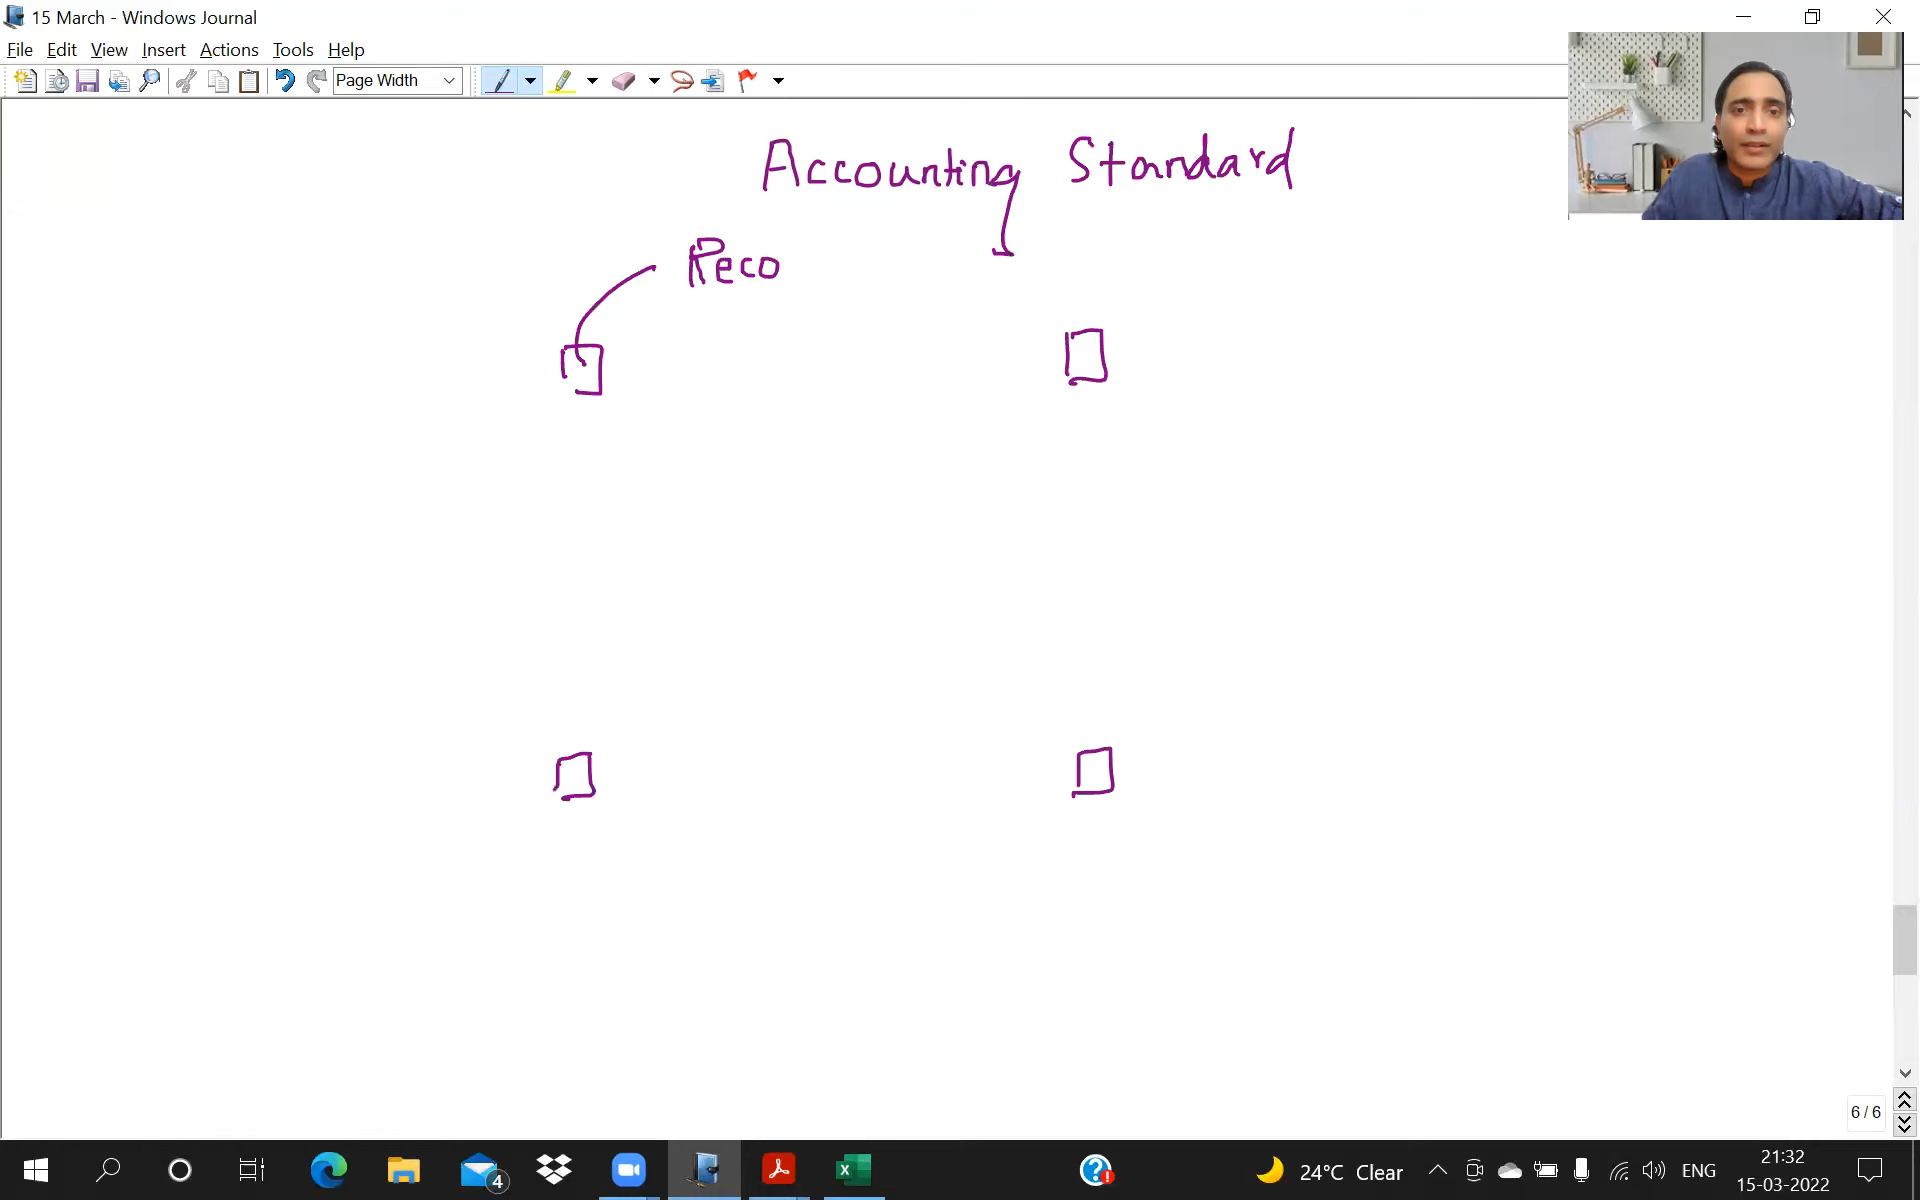 15 March - Windows Journal
File Edit View Insert Actions Tools Help
Page Width
Accounting Standard
Reco
6 / 6
4
24°C Clear
ENG
21:32
15-03-2022